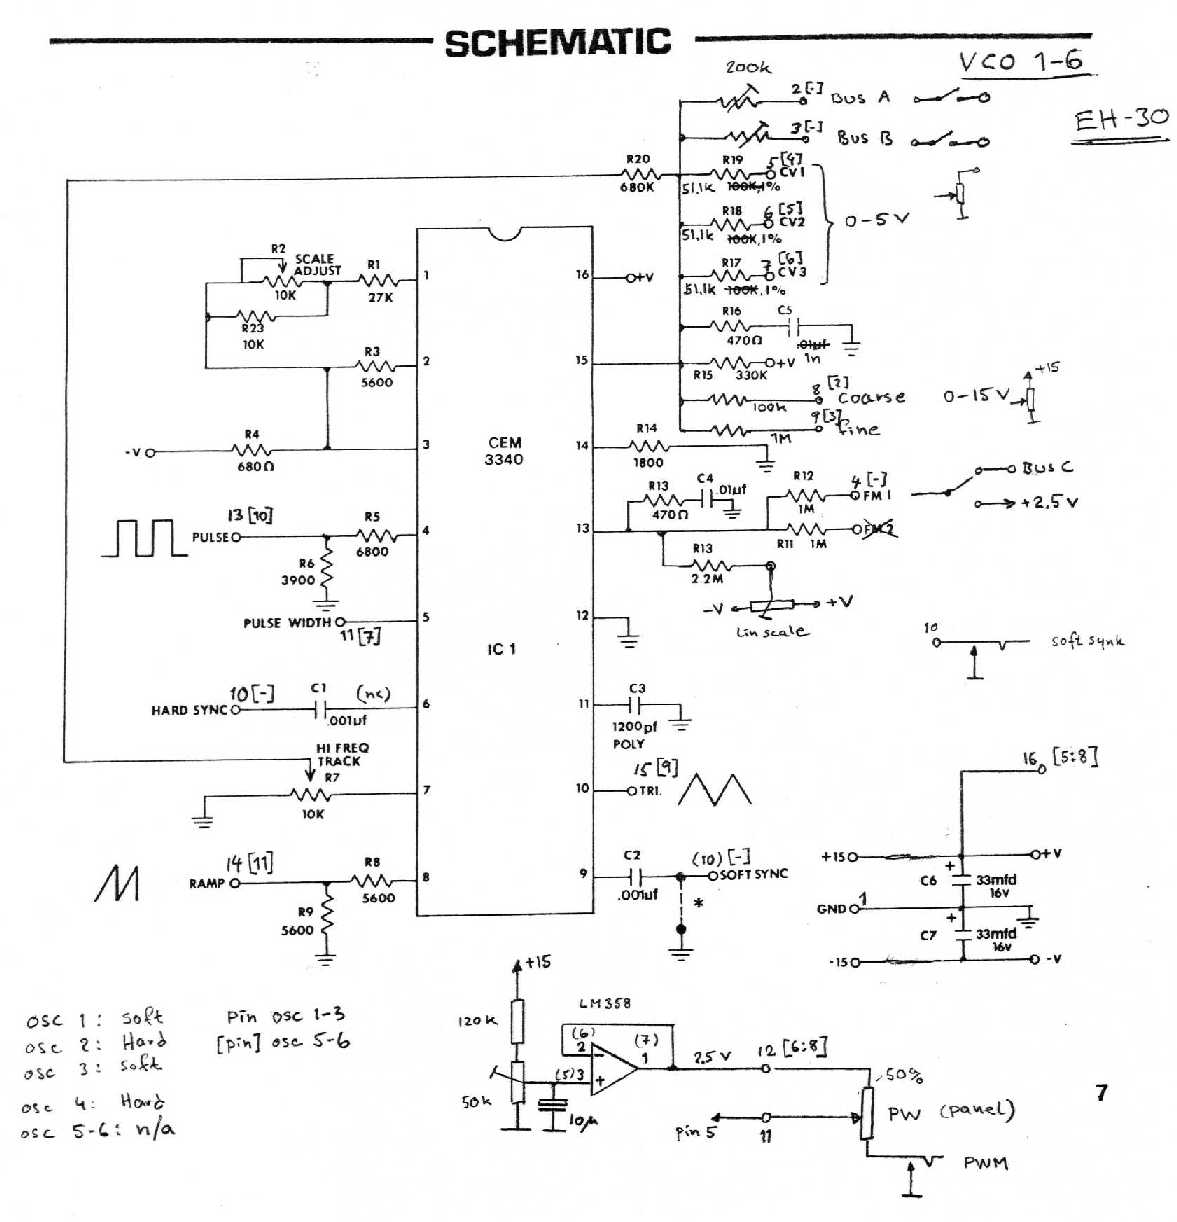 SCHEMATIC
VCO 1-6
EH-30
200k
2 [-] BUS A
3 [-] BUS B
R20
680K
R19
5 [4]
CV1
51,1k 100K,1%
R18
6 [5]
CV2
51,1k 100K,1%
0-5V
R17
7 [6]
CV3
51,1k 100K,1%
R16
470Ω
C5
.01µf
1n
R15
330K
+V
8 [2]
100k
coarse
0-15V
+15
9 [3]
1M
fine
R2
SCALE
ADJUST
10K
R1
27K
R23
10K
R3
5600
R4
680Ω
-V
1
2
3
4
5
6
7
8
16
15
14
13
12
11
10
9
+V
CEM
3340
IC 1
R14
1800
R13
470Ω
C4
.01µf
R12
1M
4 [-]
FM 1
BUS C
+2,5V
R11
1M
FM 2
R13
2.2M
-V
+V
Lin scale
13 [10]
PULSE
R5
6800
R6
3900
PULSE WIDTH
11 [7]
10 [-]
HARD SYNC
C1
.001µf
(nc)
HI FREQ
TRACK
R7
10K
14 [11]
RAMP
R8
5600
R9
5600
C3
1200pf
POLY
15 [9]
TRI.
C2
.001uf
(10) [-]
SOFT SYNC
*
10
soft synk
16 [5:8]
+15
+V
+
C6
33mfd
16v
GND
1
+
C7
33mfd
16v
-15
-V
+15
120k
50k
LM358
(6)
2
(7)
1
(5)3
10µ
2.5V
12 [6:8]
50%
PW (panel)
Pin 5
11
PWM
osc 1: soft
osc 2: Hard
osc 3: soft
osc 4: Hard
osc 5-6: n/a
Pin osc 1-3
[pin] osc 5-6
7